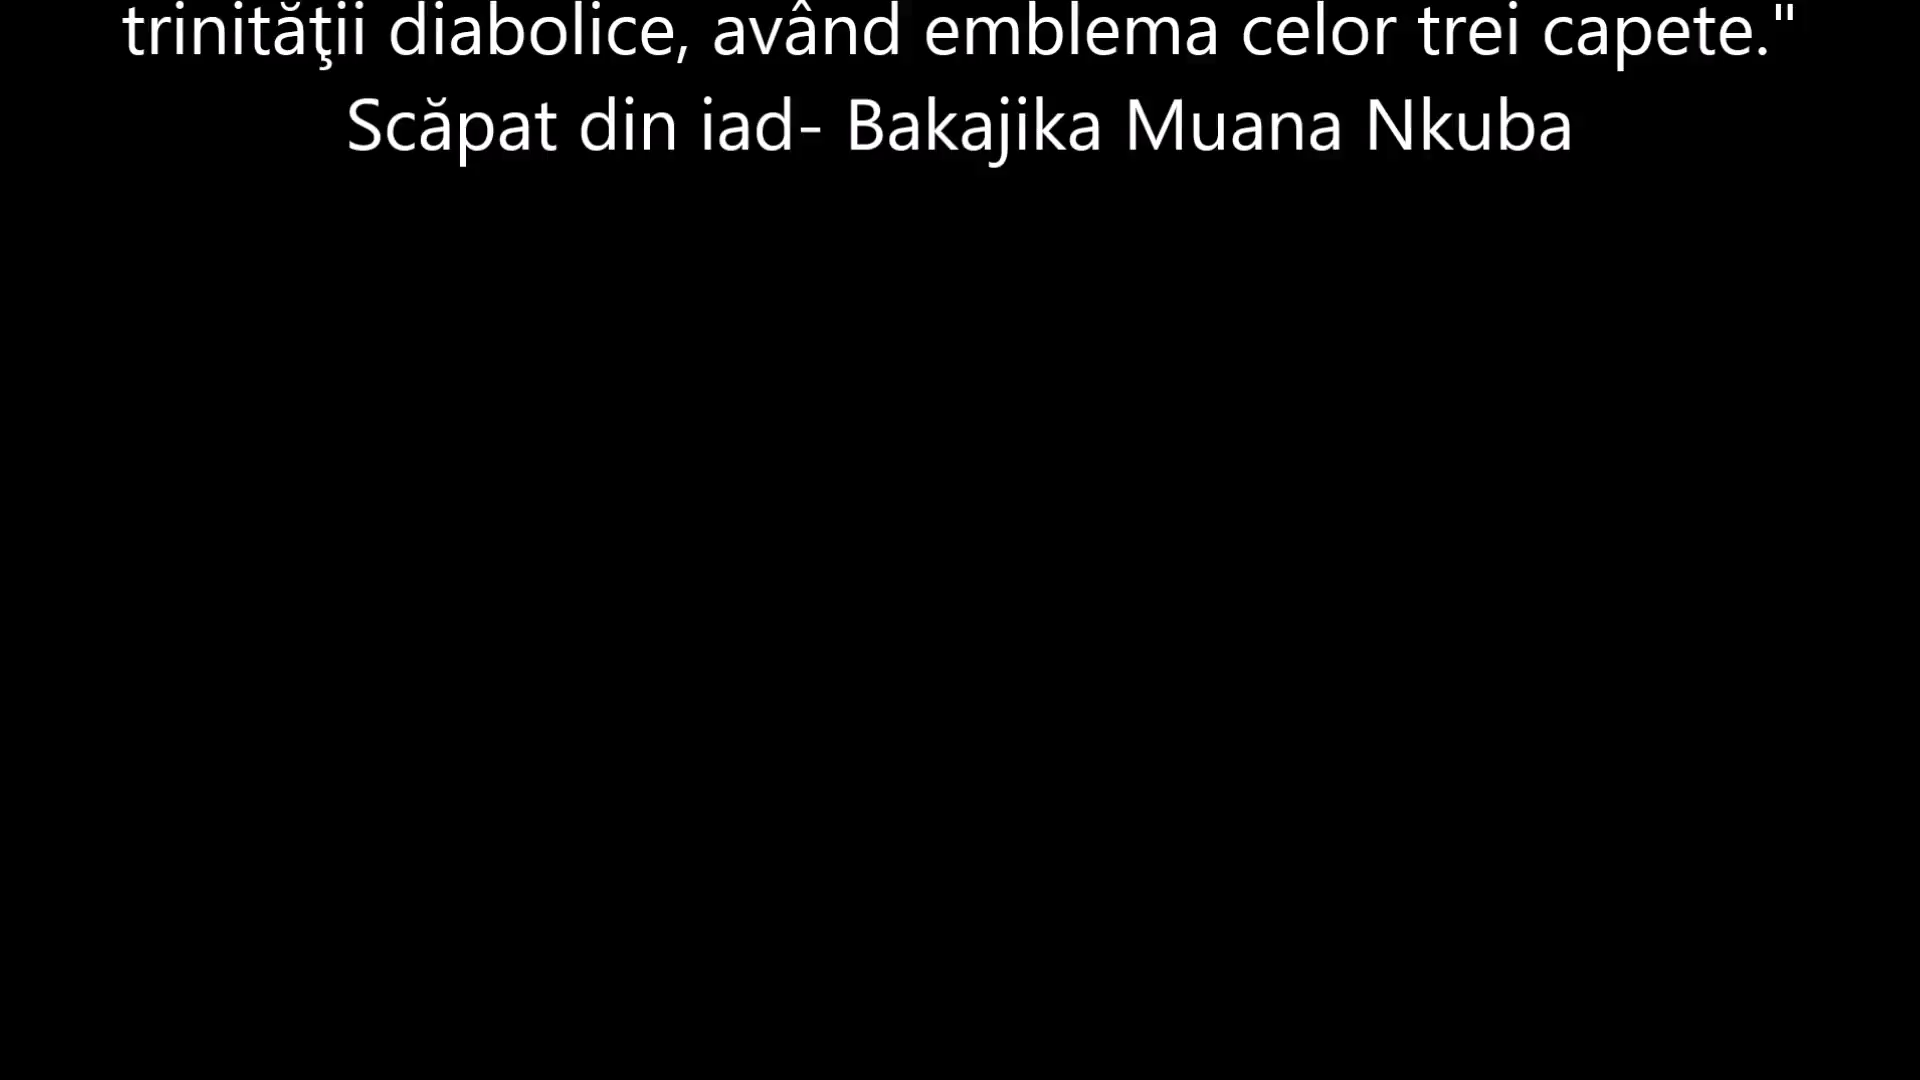 trinităţii diabolice, având emblema celor trei capete."
Scăpat din iad- Bakajika Muana Nkuba